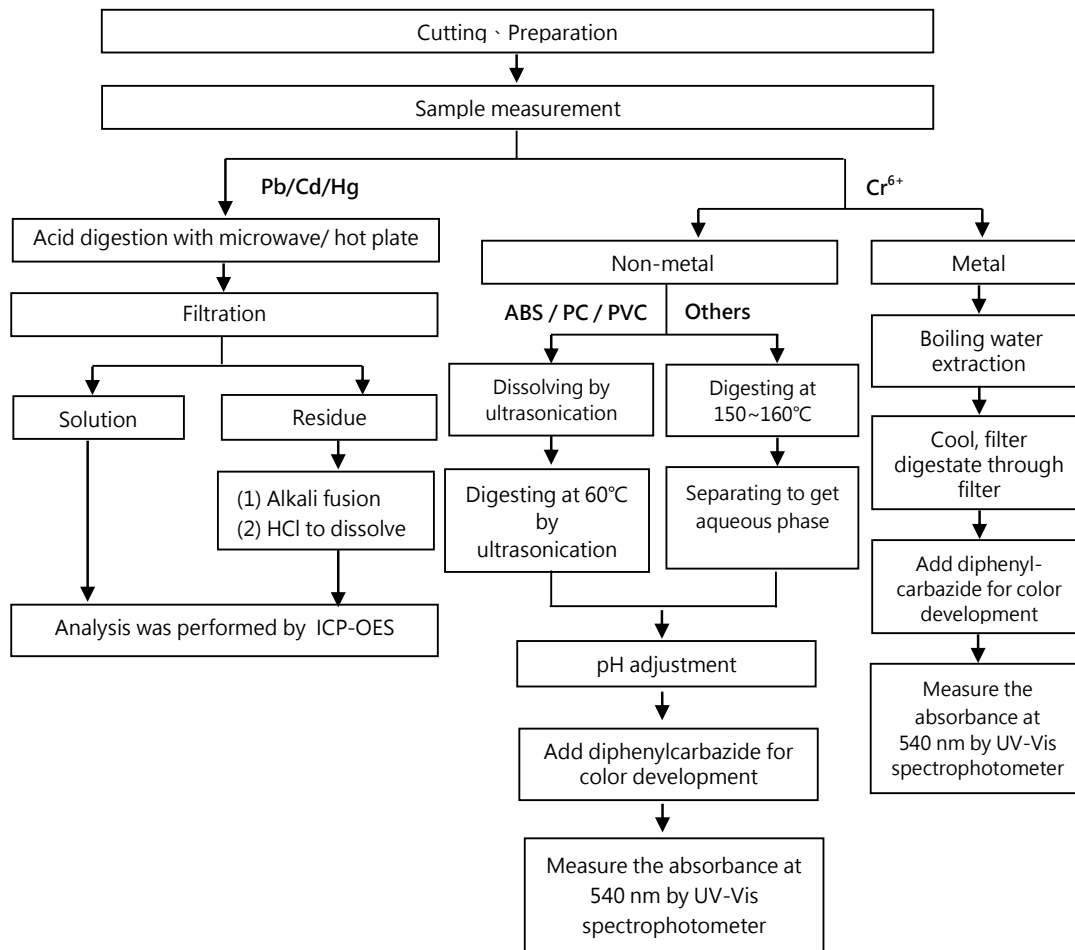 Cutting、Preparation
Sample measurement
Pb/Cd/Hg
Cr⁶⁺
Acid digestion with microwave/ hot plate
Filtration
Solution
Residue
(1) Alkali fusion
(2) HCl to dissolve
Analysis was performed by ICP-OES
Non-metal
ABS / PC / PVC
Others
Dissolving by
ultrasonication
Digesting at
150~160℃
Digesting at 60℃
by
ultrasonication
Separating to get
aqueous phase
pH adjustment
Add diphenylcarbazide for
color development
Measure the absorbance at
540 nm by UV-Vis
spectrophotometer
Metal
Boiling water
extraction
Cool, filter
digestate through
filter
Add diphenyl-
carbazide for color
development
Measure the
absorbance at
540 nm by UV-Vis
spectrophotometer